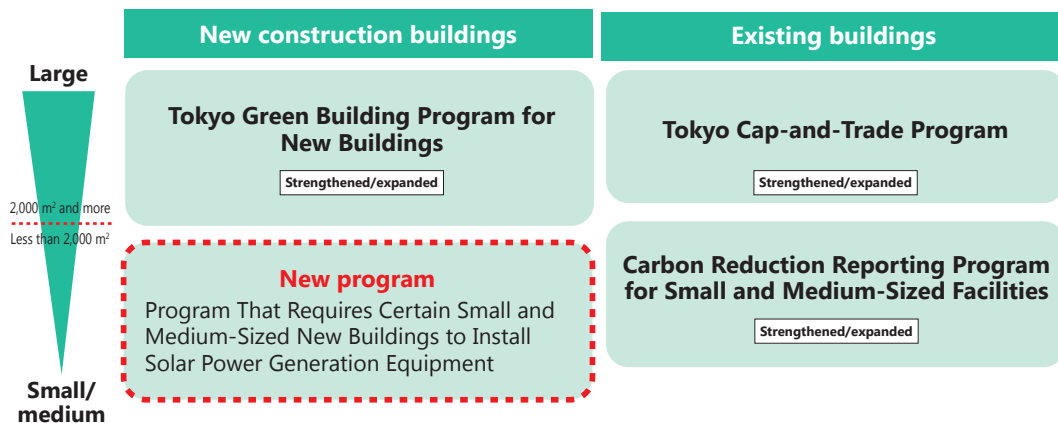 New construction buildings
Existing buildings
Large
2,000 m² and more
Less than 2,000 m²
Small/
medium
Tokyo Green Building Program for
New Buildings
Strengthened/expanded
Tokyo Cap-and-Trade Program
Strengthened/expanded
New program
Program That Requires Certain Small and
Medium-Sized New Buildings to Install
Solar Power Generation Equipment
Carbon Reduction Reporting Program
for Small and Medium-Sized Facilities
Strengthened/expanded